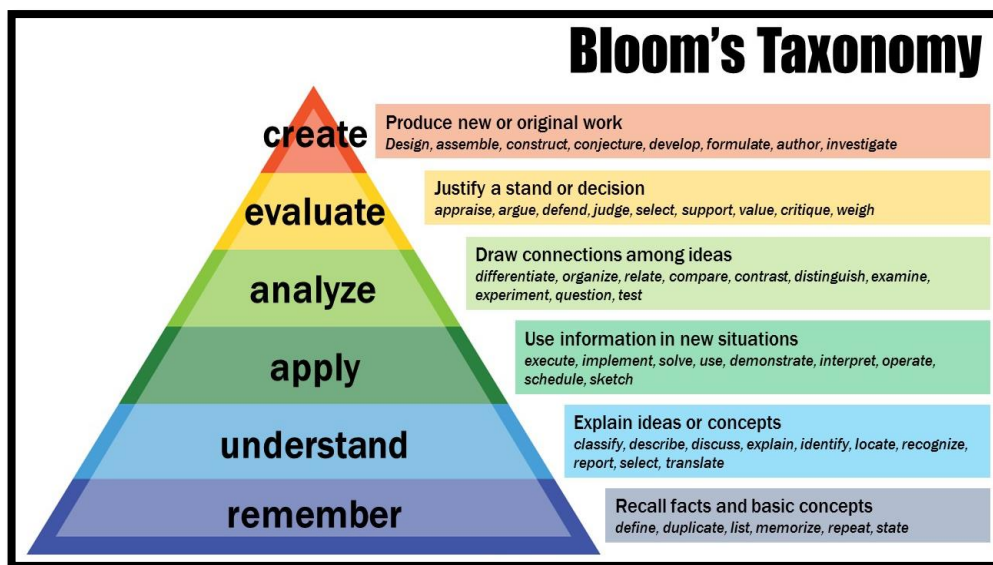 Bloom's Taxonomy
create
Produce new or original work
Design, assemble, construct, conjecture, develop, formulate, author, investigate
evaluate
Justify a stand or decision
appraise, argue, defend, judge, select, support, value, critique, weigh
analyze
Draw connections among ideas
differentiate, organize, relate, compare, contrast, distinguish, examine,
experiment, question, test
apply
Use information in new situations
execute, implement, solve, use, demonstrate, interpret, operate,
schedule, sketch
understand
Explain ideas or concepts
classify, describe, discuss, explain, identify, locate, recognize,
report, select, translate
remember
Recall facts and basic concepts
define, duplicate, list, memorize, repeat, state